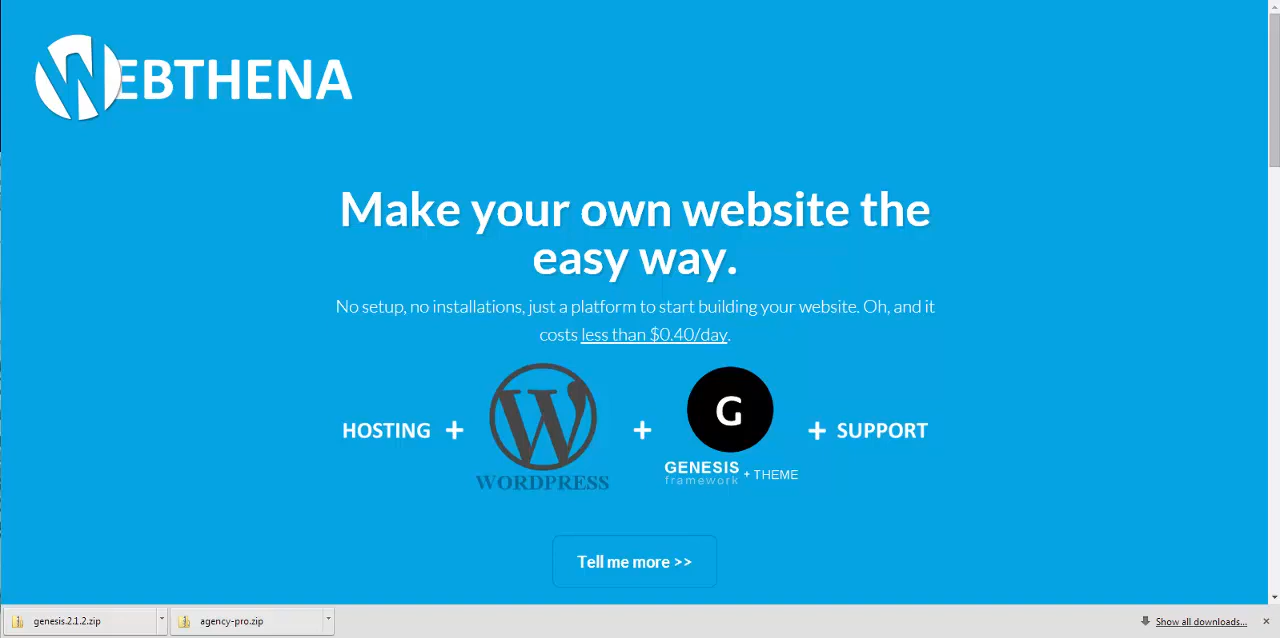 WEBTHENA
Make your own website the
easy way.
No setup, no installations, just a platform to start building your website. Oh, and it
costs less than $0.40/day.
HOSTING + WORDPRESS + G GENESIS framework + THEME + SUPPORT
Tell me more >>
genesis.2.1.2.zip
agency-pro.zip
Show all downloads...